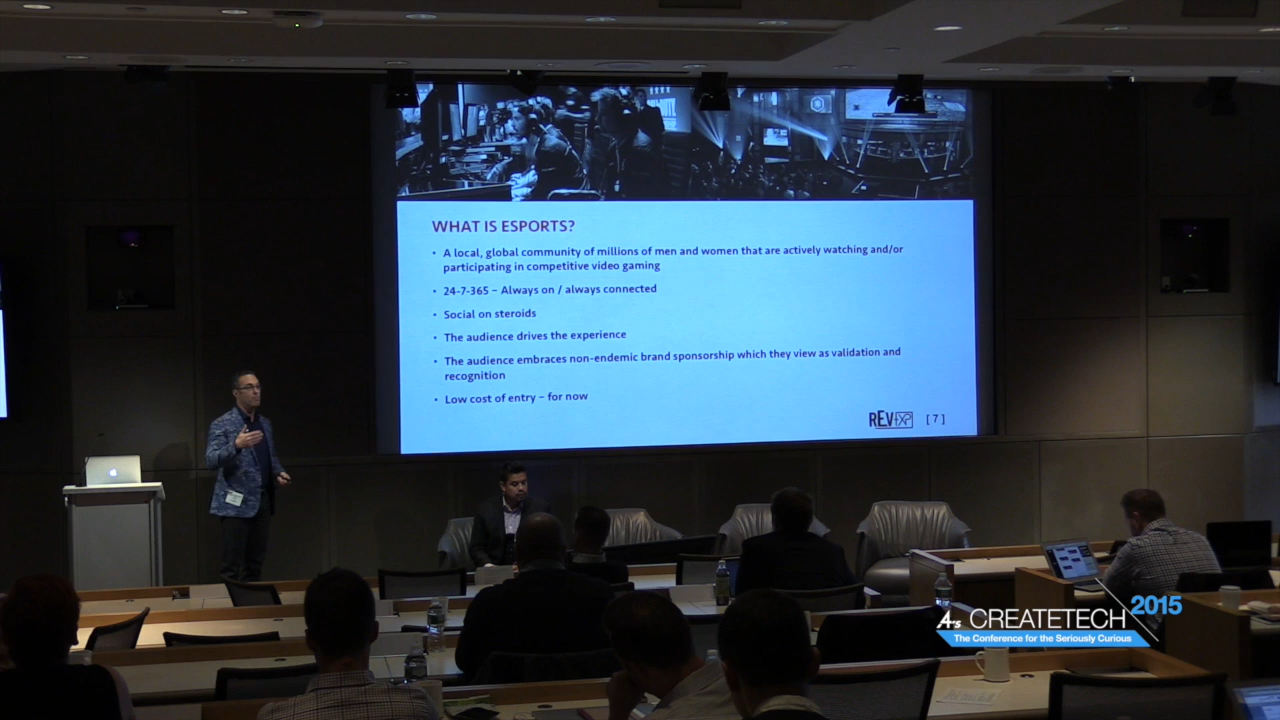 WHAT IS ESPORTS?
• A local, global community of millions of men and women that are actively watching and/or
participating in competitive video gaming
• 24-7-365 – Always on / always connected
• Social on steroids
• The audience drives the experience
• The audience embraces non-endemic brand sponsorship which they view as validation and
recognition
• Low cost of entry – for now
REV/XP [7]
4A's CREATETECH 2015
The Conference for the Seriously Curious